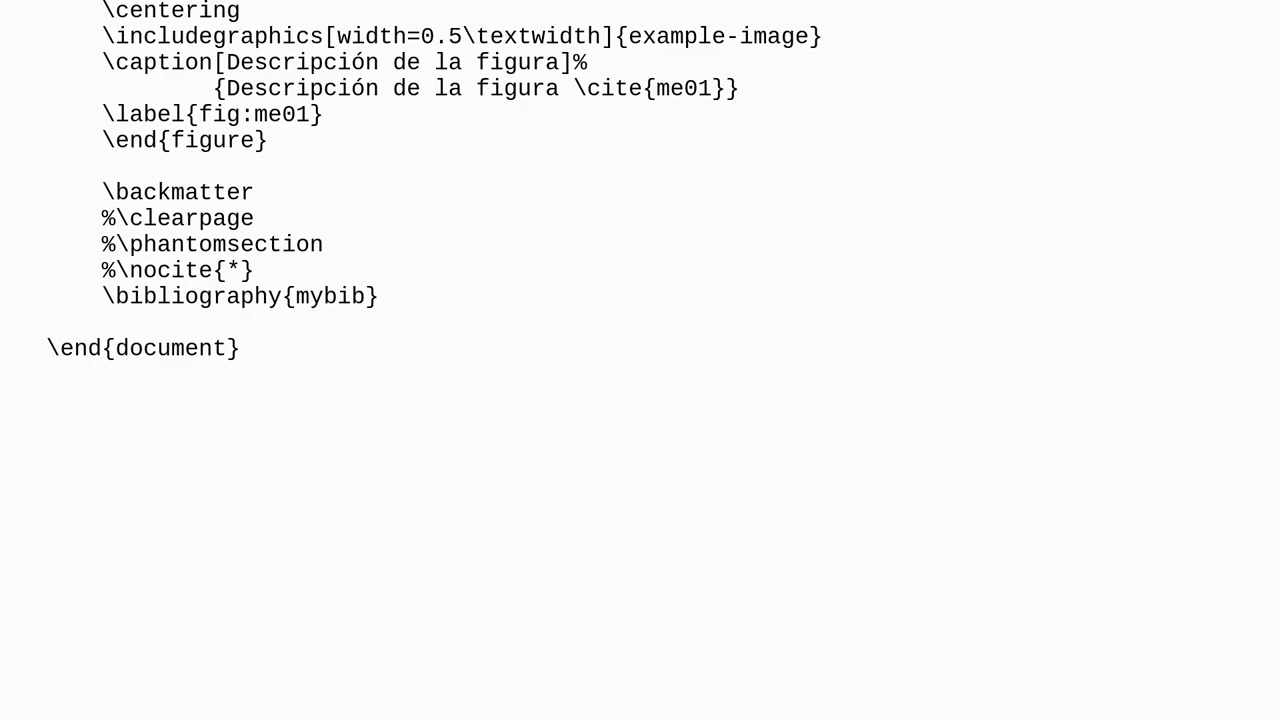 \centering
\includegraphics[width=0.5\textwidth]{example-image}
\caption[Descripción de la figura]%
{Descripción de la figura \cite{me01}}
\label{fig:me01}
\end{figure}
\backmatter
%\clearpage
%\phantomsection
%\nocite{*}
\bibliography{mybib}
\end{document}